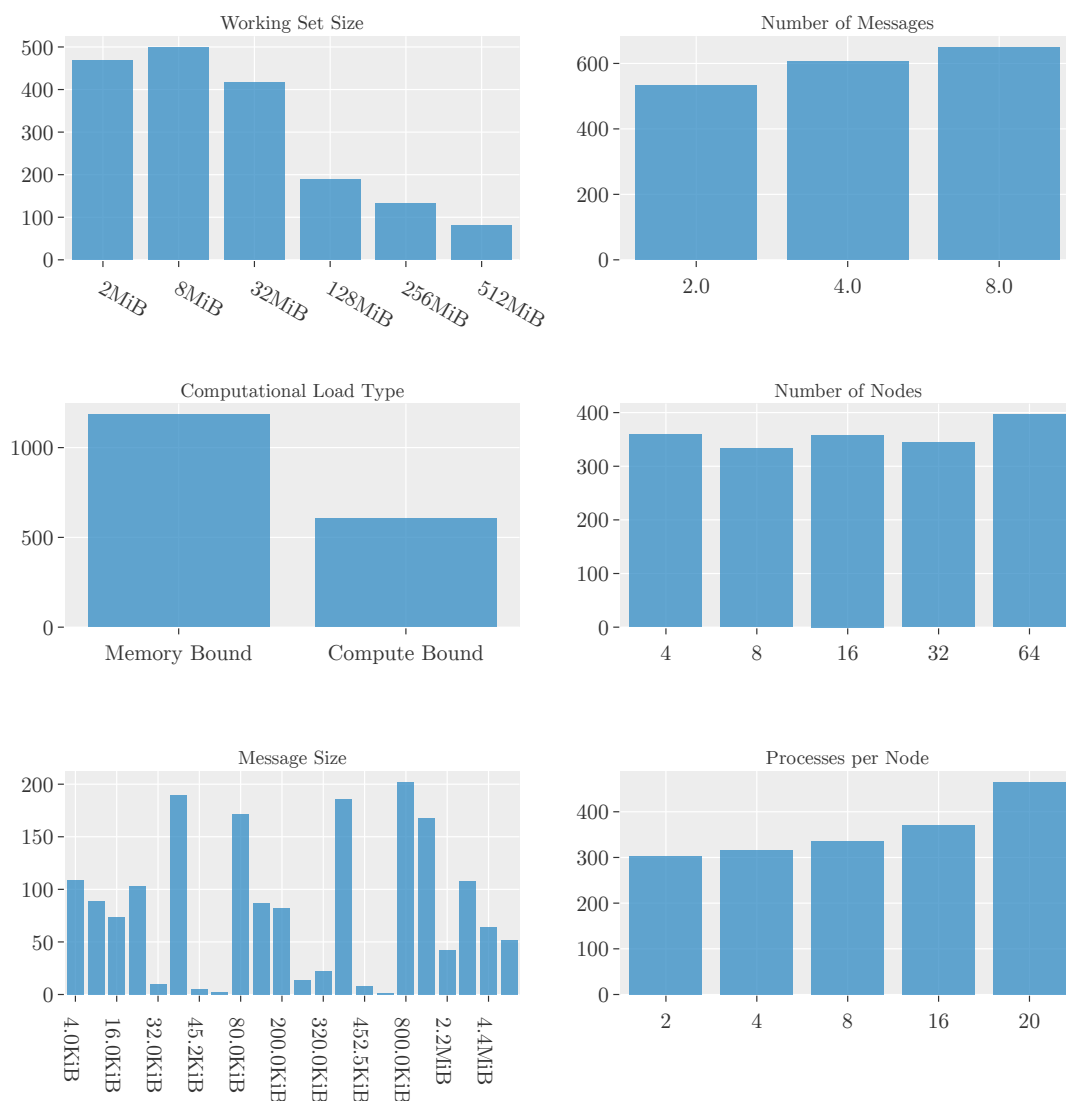 Working Set Size
500
400
300
200
100
0
2MiB
8MiB
32MiB
128MiB
256MiB
512MiB
Number of Messages
600
400
200
0
2.0
4.0
8.0
Computational Load Type
1000
500
0
Memory Bound
Compute Bound
Number of Nodes
400
300
200
100
0
4
8
16
32
64
Message Size
200
150
100
50
0
4.0KiB
16.0KiB
32.0KiB
45.2KiB
80.0KiB
200.0KiB
320.0KiB
452.5KiB
800.0KiB
2.2MiB
4.4MiB
Processes per Node
400
300
200
100
0
2
4
8
16
20